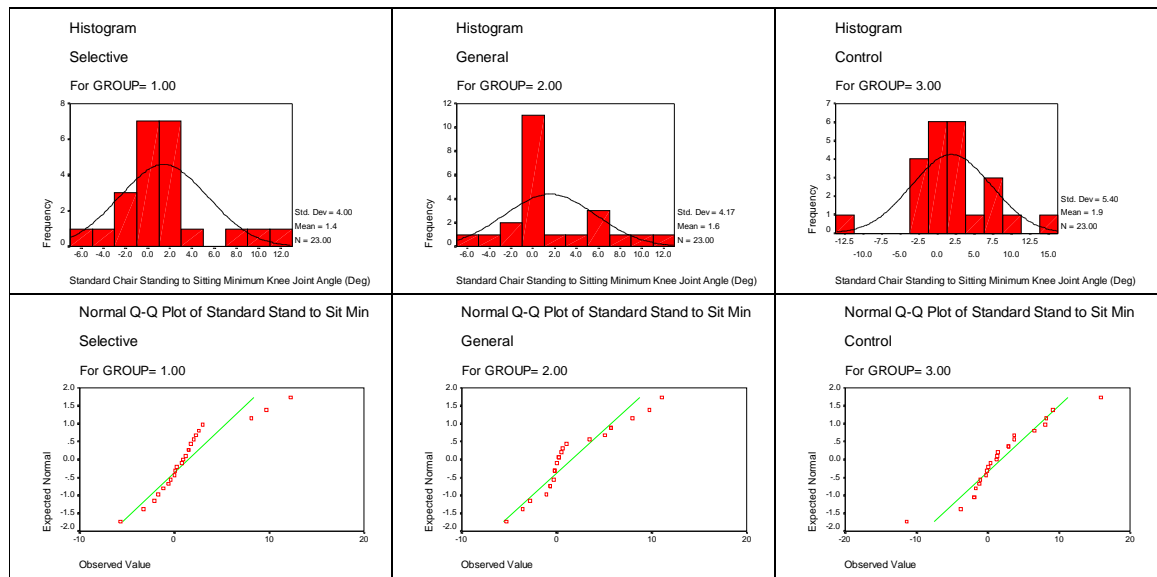 Histogram
Selective
For GROUP= 1.00
8
6
4
2
0
Frequency
-6.0 -4.0 -2.0 0.0 2.0 4.0 6.0 8.0 10.0 12.0
Std. Dev = 4.00
Mean = 1.4
N = 23.00
Standard Chair Standing to Sitting Minimum Knee Joint Angle (Deg)
Histogram
General
For GROUP= 2.00
12
10
8
6
4
2
0
Frequency
-6.0 -4.0 -2.0 0.0 2.0 4.0 6.0 8.0 10.0 12.0
Std. Dev = 4.17
Mean = 1.6
N = 23.00
Standard Chair Standing to Sitting Minimum Knee Joint Angle (Deg)
Histogram
Control
For GROUP= 3.00
7
6
5
4
3
2
1
0
Frequency
-12.5 -7.5 -2.5 2.5 7.5 12.5
-10.0 -5.0 0.0 5.0 10.0 15.0
Std. Dev = 5.40
Mean = 1.9
N = 23.00
Standard Chair Standing to Sitting Minimum Knee Joint Angle (Deg)
Normal Q-Q Plot of Standard Stand to Sit Min
Selective
For GROUP= 1.00
2.0
1.5
1.0
.5
0.0
-.5
-1.0
-1.5
-2.0
Expected Normal
-10 0 10 20
Observed Value
Normal Q-Q Plot of Standard Stand to Sit Min
General
For GROUP= 2.00
2.0
1.5
1.0
.5
0.0
-.5
-1.0
-1.5
-2.0
Expected Normal
-10 0 10 20
Observed Value
Normal Q-Q Plot of Standard Stand to Sit Min
Control
For GROUP= 3.00
2.0
1.5
1.0
.5
0.0
-.5
-1.0
-1.5
-2.0
Expected Normal
-20 -10 0 10 20
Observed Value